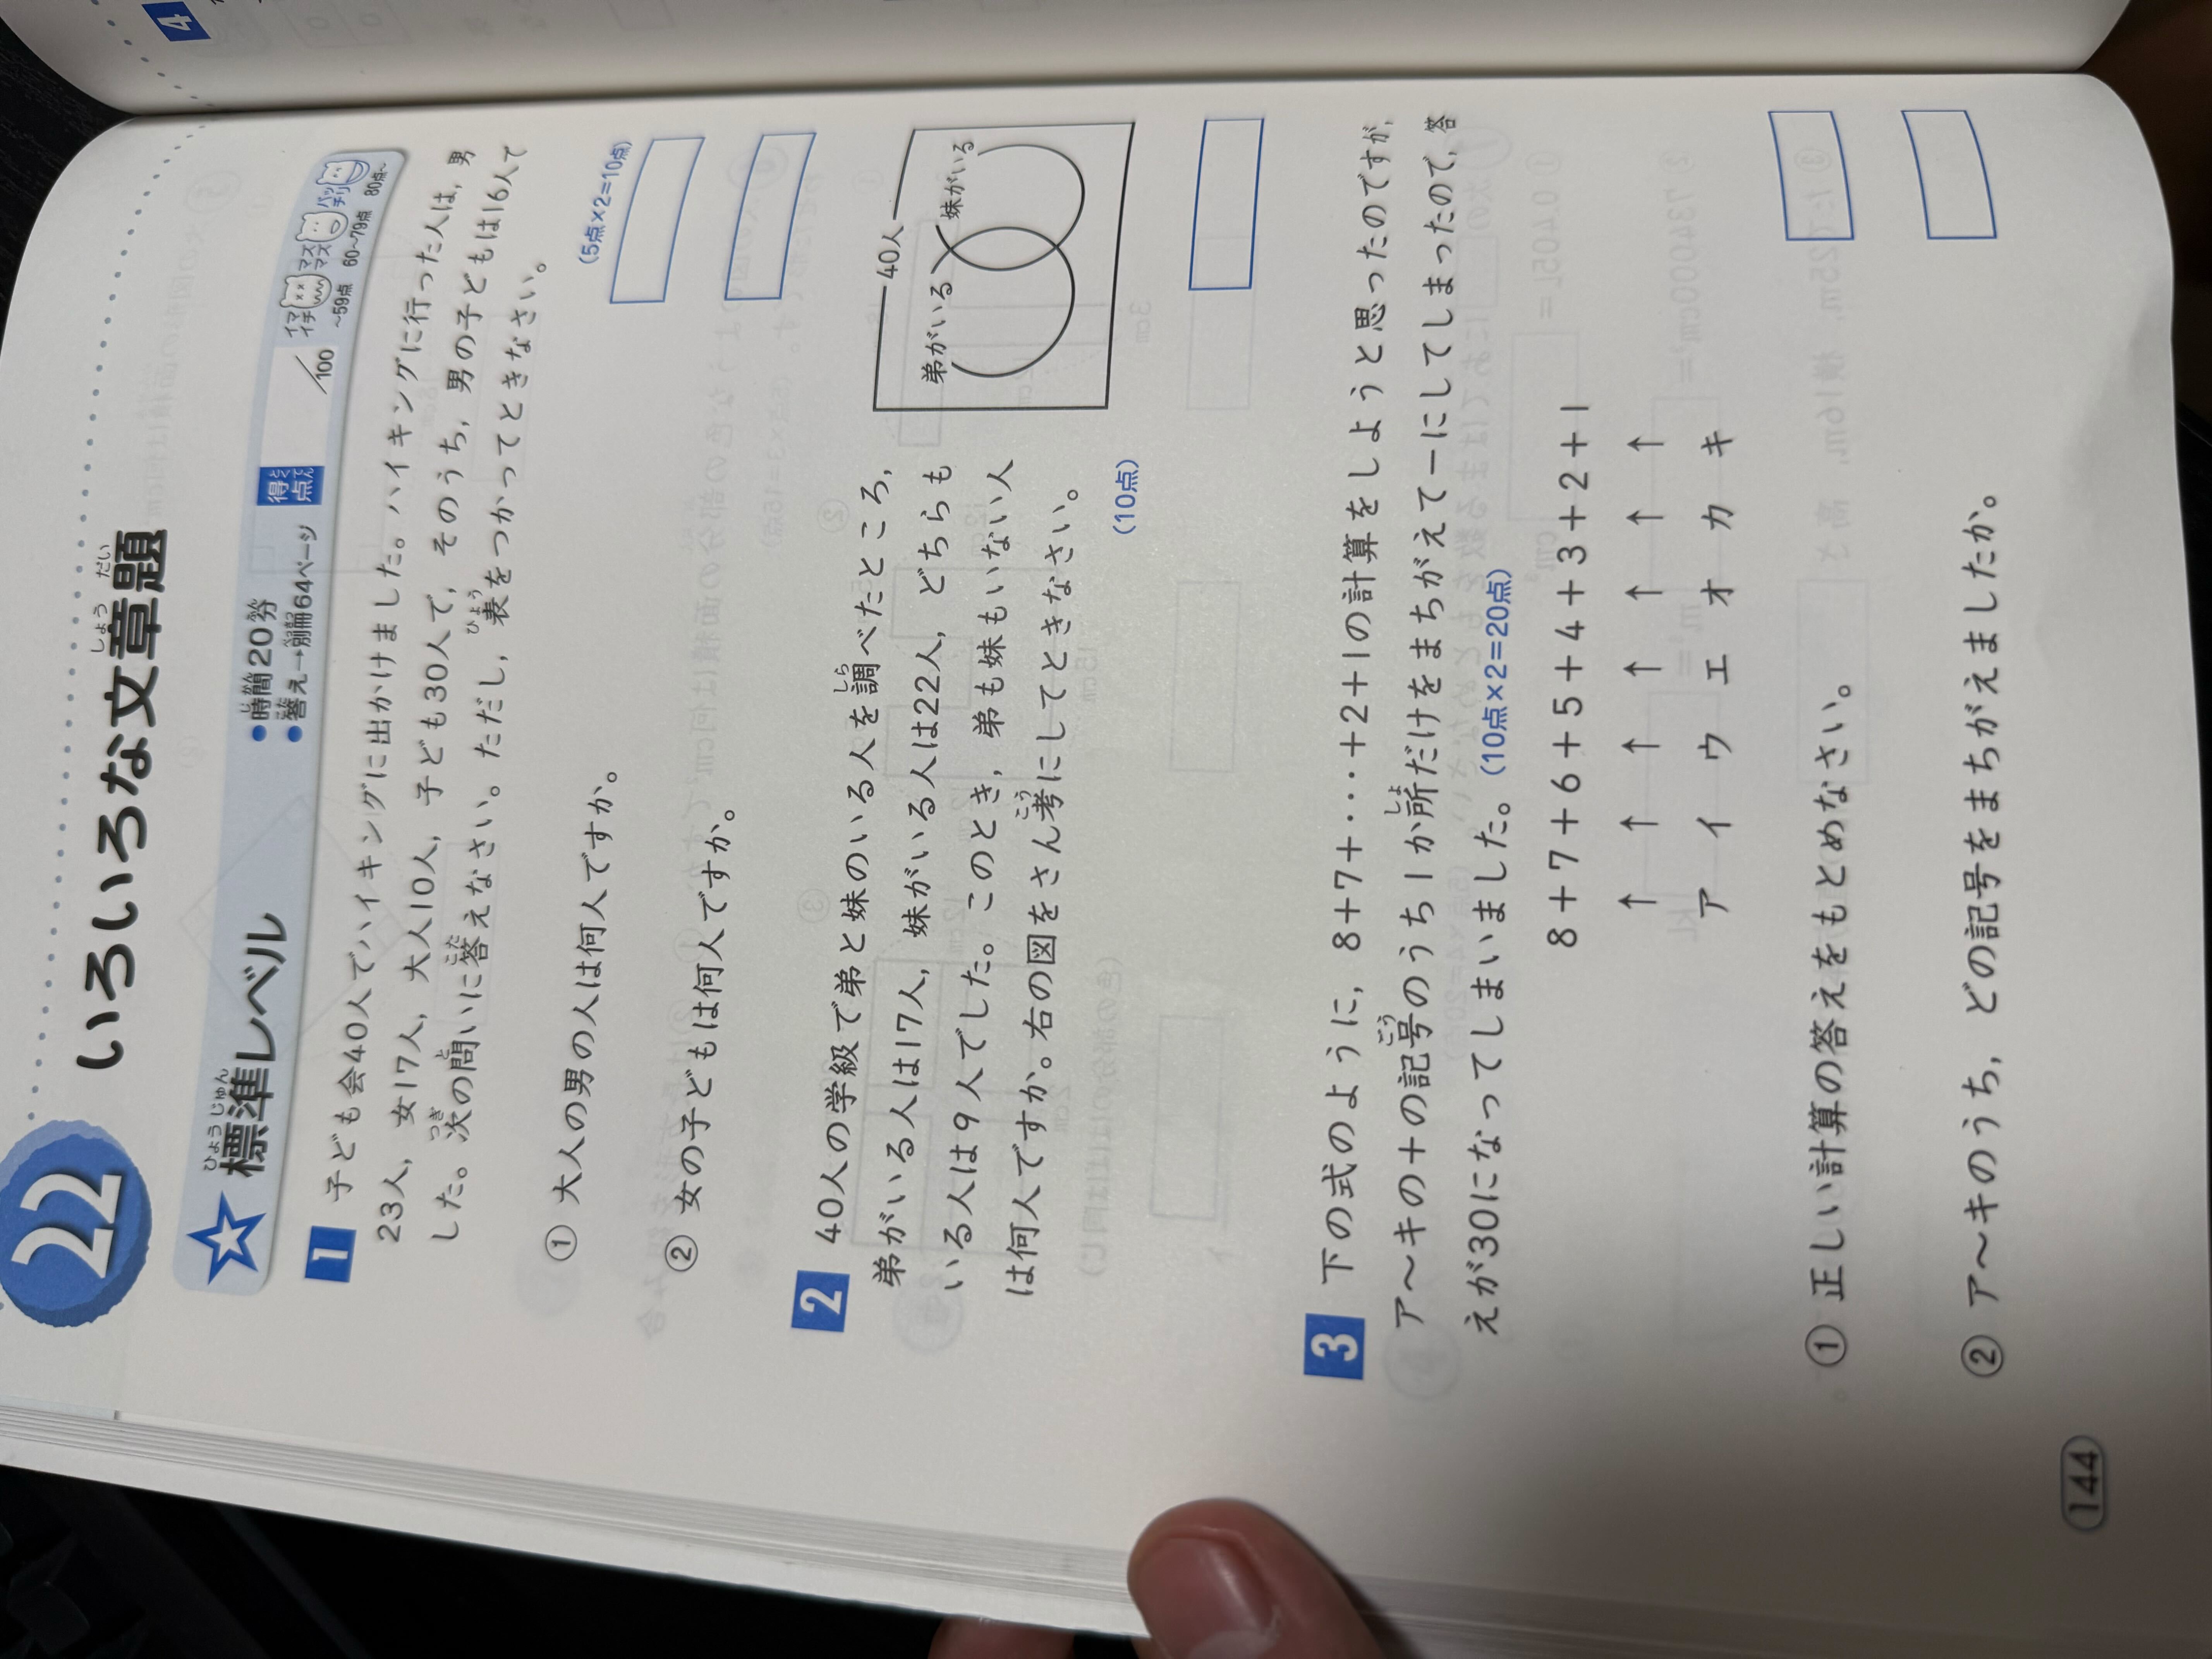 4
22
いろいろな文章題
しょう だい
標準レベル
ひょうじゅん
●時間20分
●答え→別冊64ページ
得点
/100
イマイチ
~59点
マズマズ
60~79点
バッチリ
80点~
1 子ども会40人でハイキングに出かけました。ハイキングに行った人は，男
23人，女17人，大人10人，子ども30人で，そのうち，男の子どもは16人で
した。次の問いに答えなさい。ただし，表をつかってときなさい。
(5点×2=10点)
① 大人の男の人は何人ですか。
② 女の子どもは何人ですか。
2 40人の学級で弟と妹のいる人を調べたところ，
弟がいる人は17人，妹がいる人は22人，どちらも
いる人は9人でした。このとき，弟も妹もいない人
は何人ですか。右の図をさん考にしてときなさい。
(10点)
40人
弟がいる
妹がいる
3 下の式のように，8＋7＋‥‥＋2＋1の計算をしようと思ったのですが，
ア～キの＋の記号のうち1か所だけをまちがえて－にしてしまったので，答
えが30になってしまいました。(10点×2=20点)
8＋7＋6＋5＋4＋3＋2＋1
↑ ↑ ↑ ↑ ↑ ↑ ↑
ア イ ウ エ オ カ キ
① 正しい計算の答えをもとめなさい。
② ア～キのうち，どの記号をまちがえましたか。
144